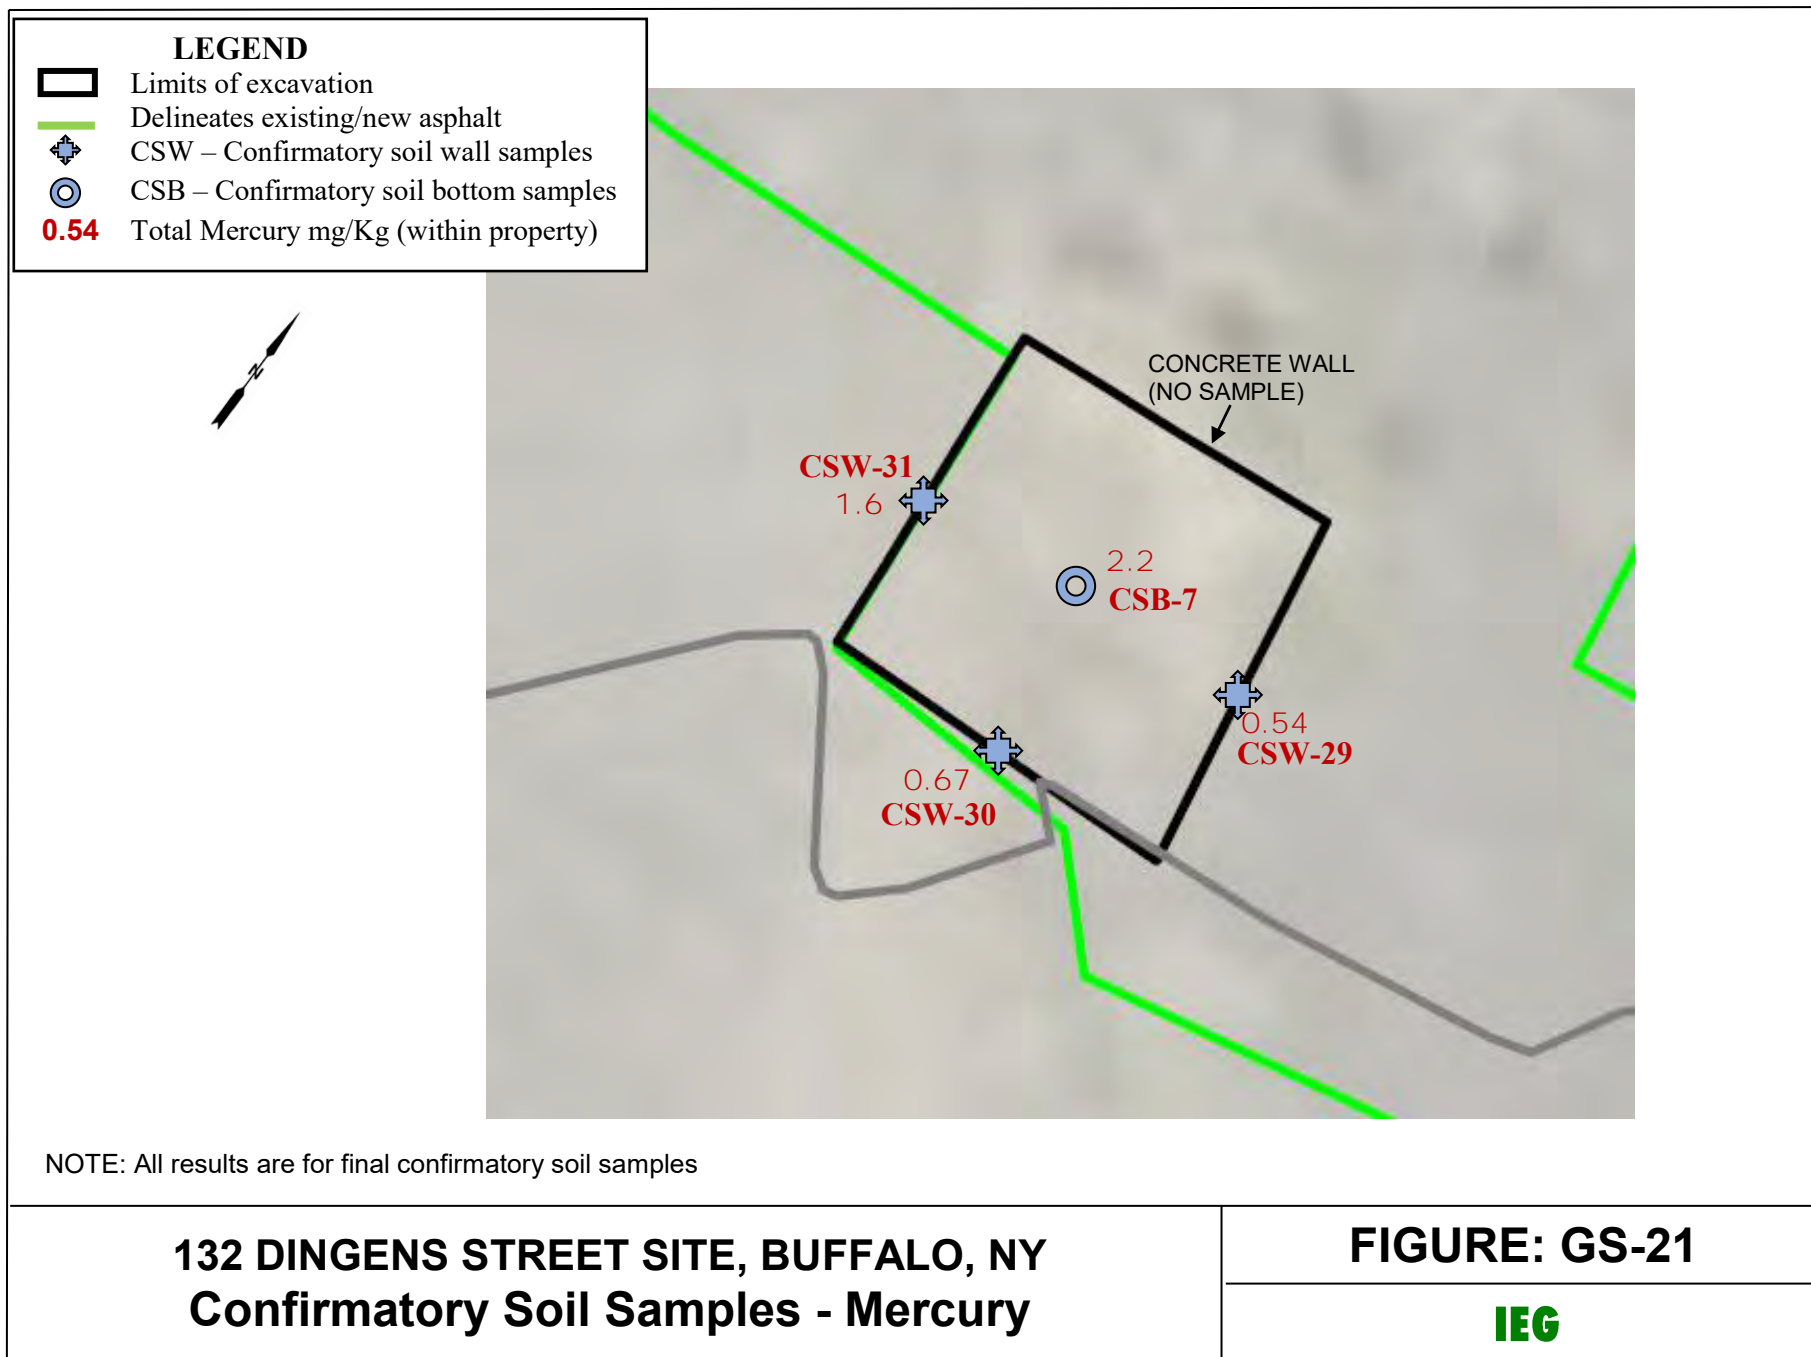 LEGEND
Limits of excavation
Delineates existing/new asphalt
CSW – Confirmatory soil wall samples
CSB – Confirmatory soil bottom samples
0.54 Total Mercury mg/Kg (within property)
N
CONCRETE WALL
(NO SAMPLE)
CSW-31
1.6
2.2
CSB-7
0.54
CSW-29
0.67
CSW-30
NOTE: All results are for final confirmatory soil samples
132 DINGENS STREET SITE, BUFFALO, NY
Confirmatory Soil Samples - Mercury
FIGURE: GS-21
IEG